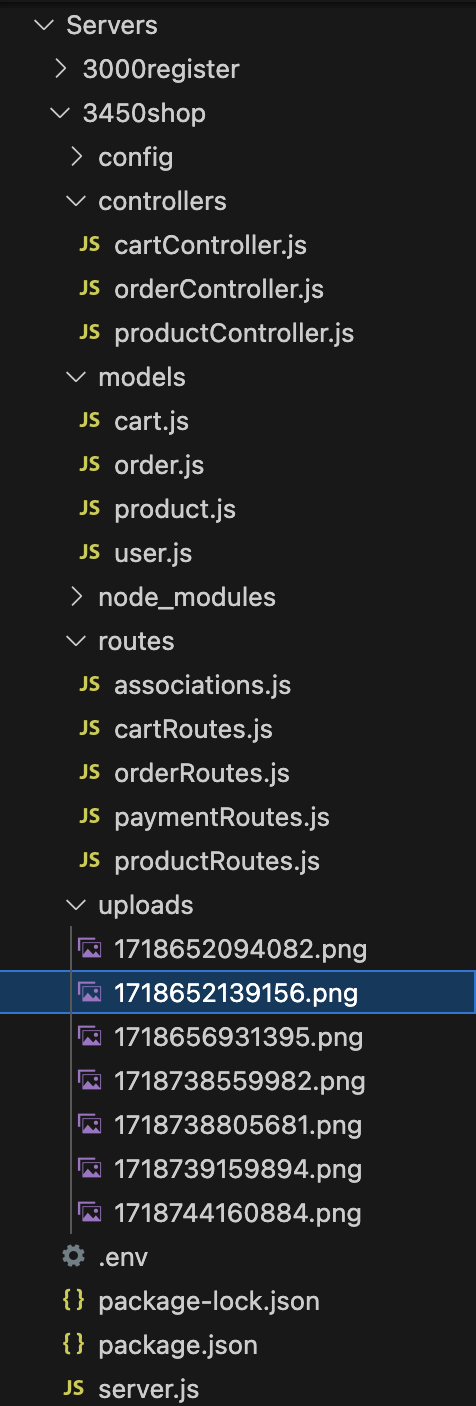 Servers
3000register
3450shop
config
controllers
JS cartController.js
JS orderController.js
JS productController.js
models
JS cart.js
JS order.js
JS product.js
JS user.js
node_modules
routes
JS associations.js
JS cartRoutes.js
JS orderRoutes.js
JS paymentRoutes.js
JS productRoutes.js
uploads
1718652094082.png
1718652139156.png
1718656931395.png
1718738559982.png
1718738805681.png
1718739159894.png
1718744160884.png
.env
{} package-lock.json
{} package.json
JS server.js